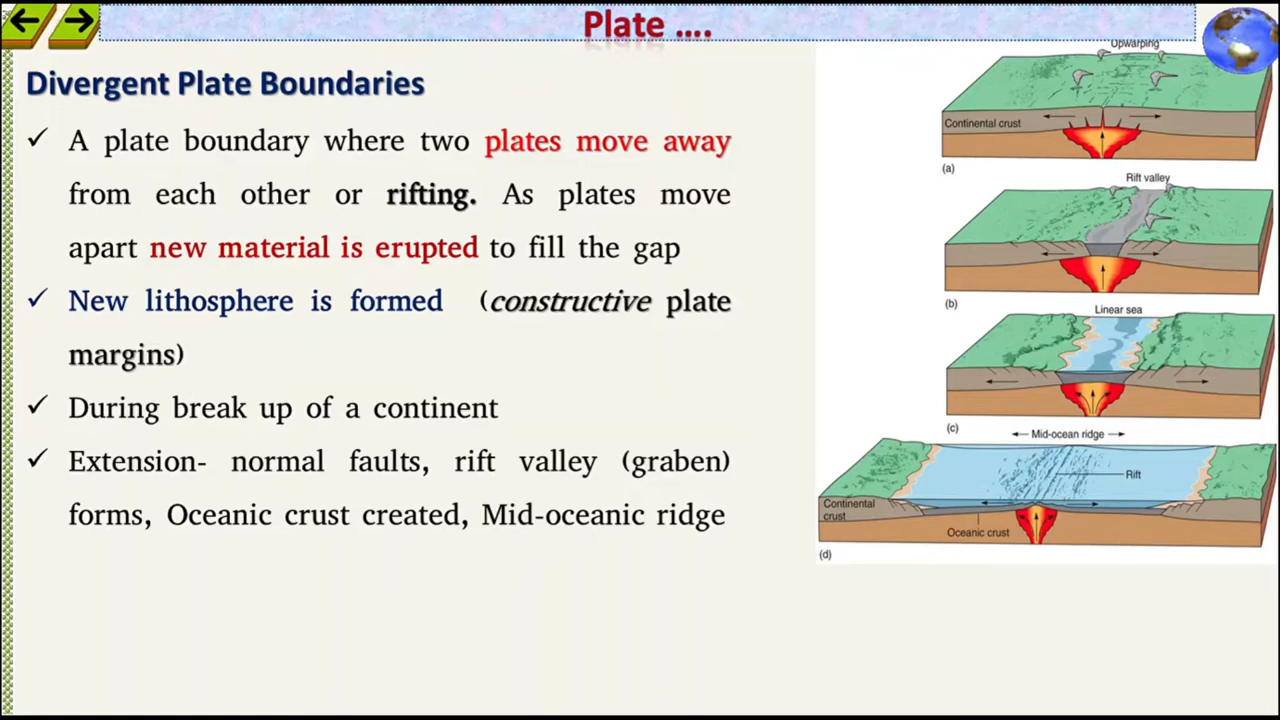 Plate ....
Divergent Plate Boundaries
✓ A plate boundary where two plates move away
from each other or rifting. As plates move
apart new material is erupted to fill the gap
✓ New lithosphere is formed (constructive plate
margins)
✓ During break up of a continent
✓ Extension- normal faults, rift valley (graben)
forms, Oceanic crust created, Mid-oceanic ridge
Upwarping
Continental crust
(a)
Rift valley
(b)
Linear sea
(c)
Mid-ocean ridge
Rift
Continental
crust
Oceanic crust
(d)